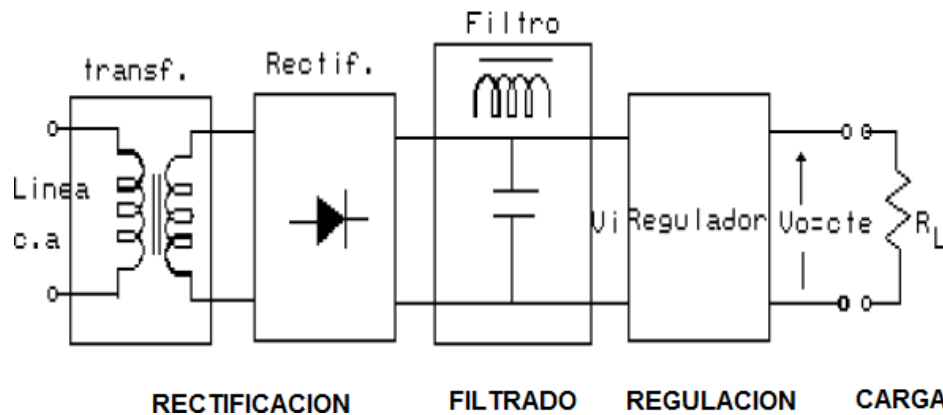 Filtro
Rectif.
transf.
Linea
c.a
Vi
Regulador
Vo=cte
RL
RECTIFICACION
FILTRADO
REGULACION
CARGA